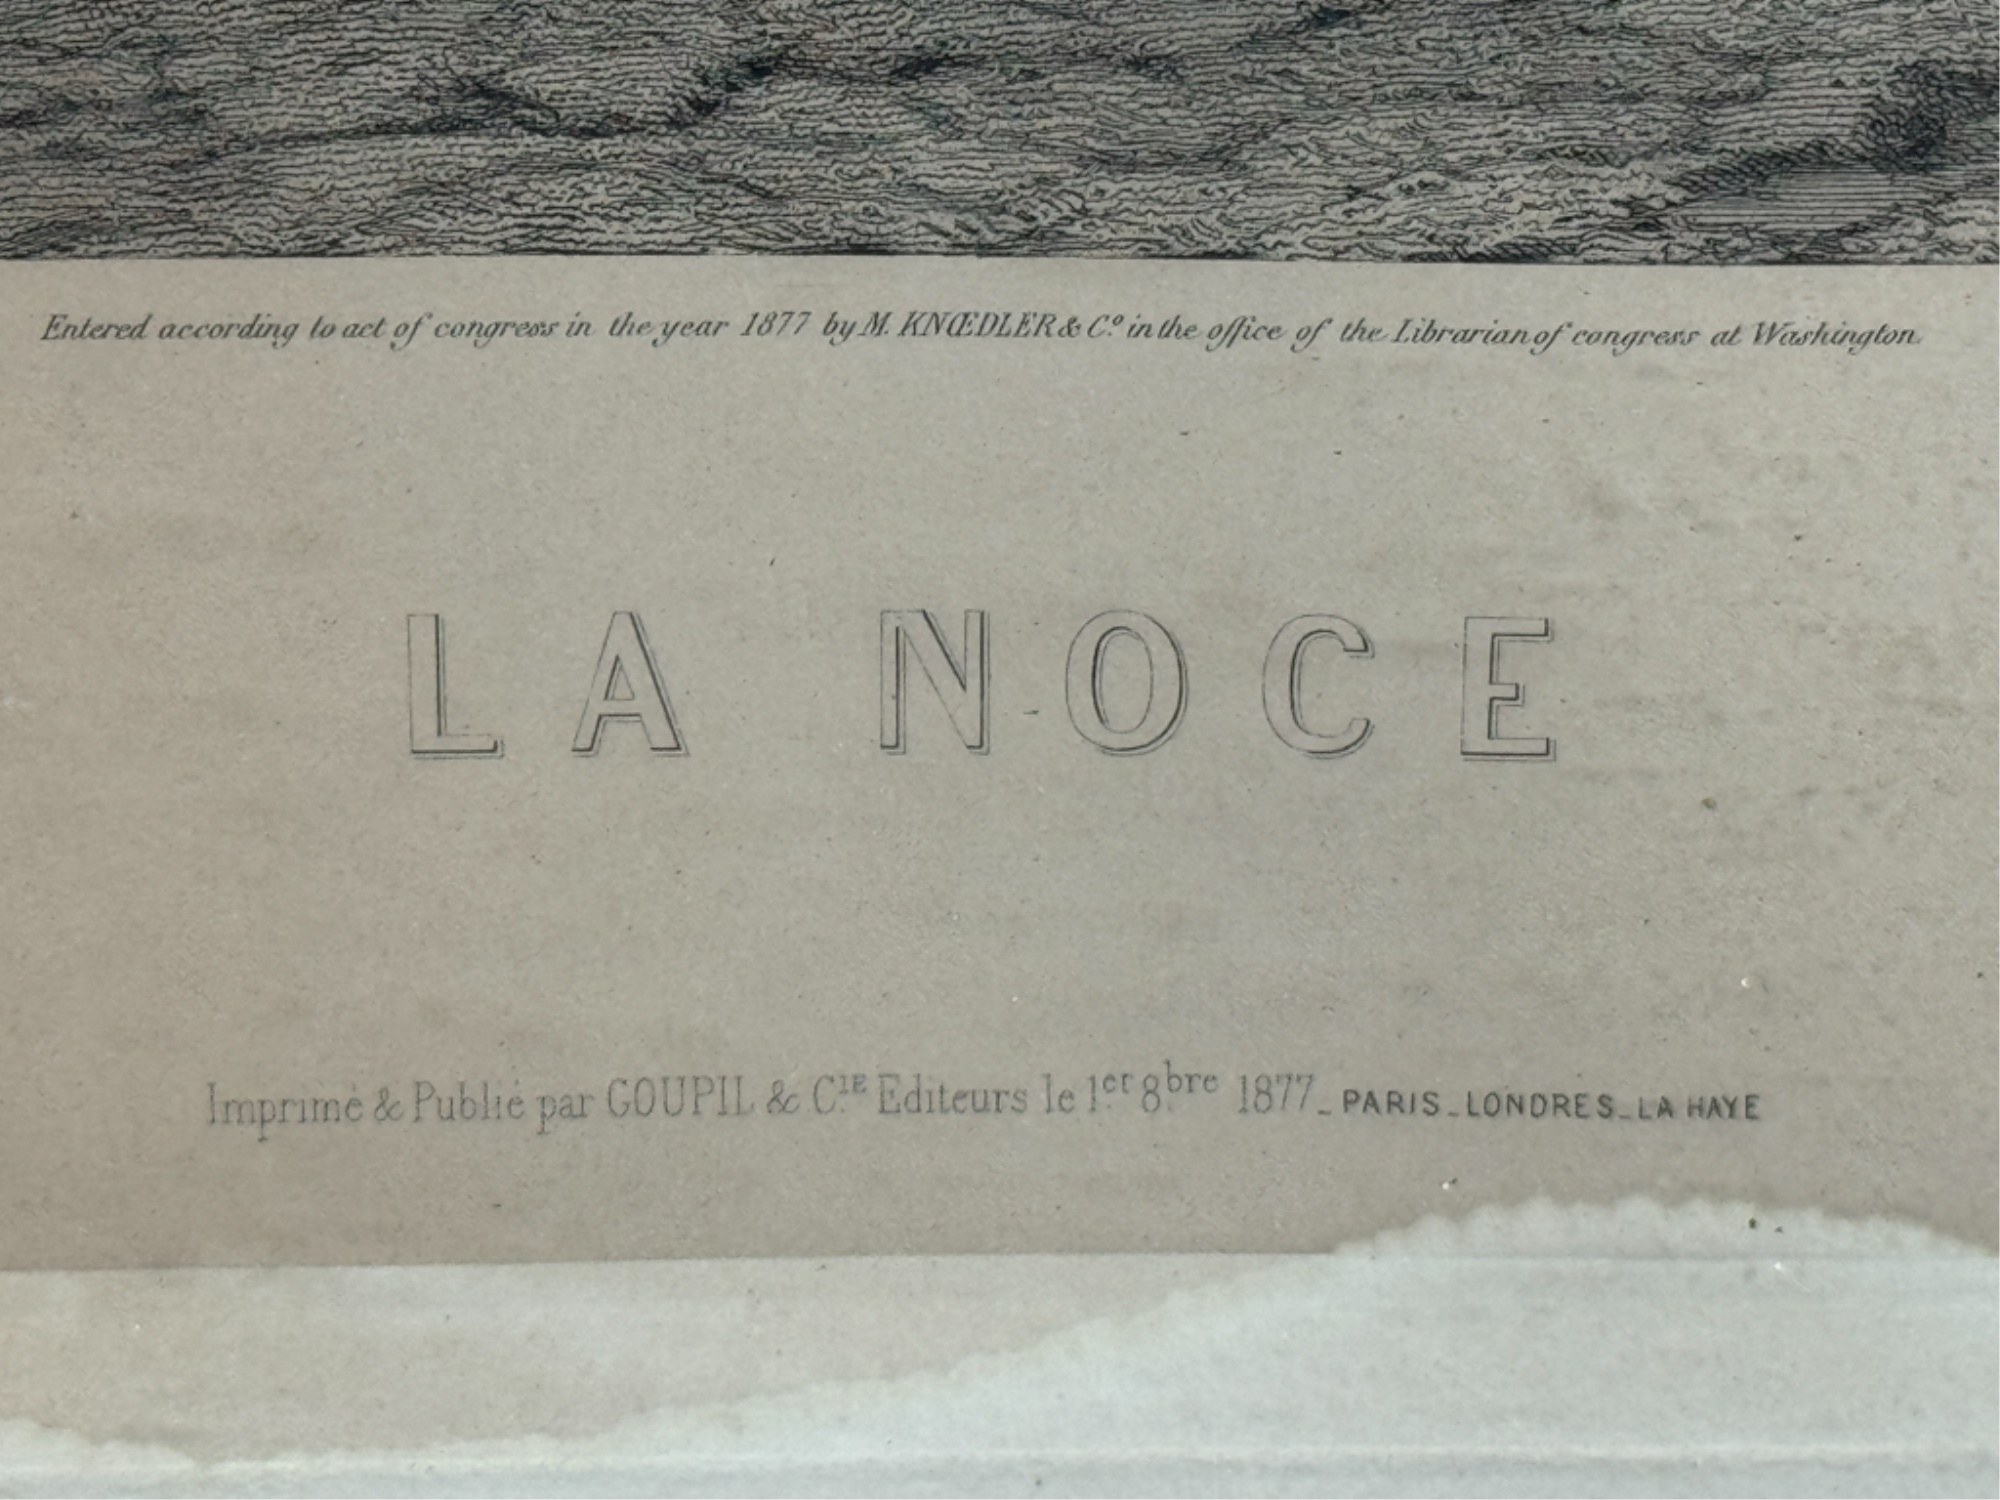 Entered according to act of congress in the year 1877 by M. KNŒDLER & C.º in the office of the Librarian of congress at Washington.
LA NOCE
Imprimé & Publié par GOUPIL & C.IE Editeurs le 1.er 8.bre 1877_ PARIS_LONDRES_LA HAYE